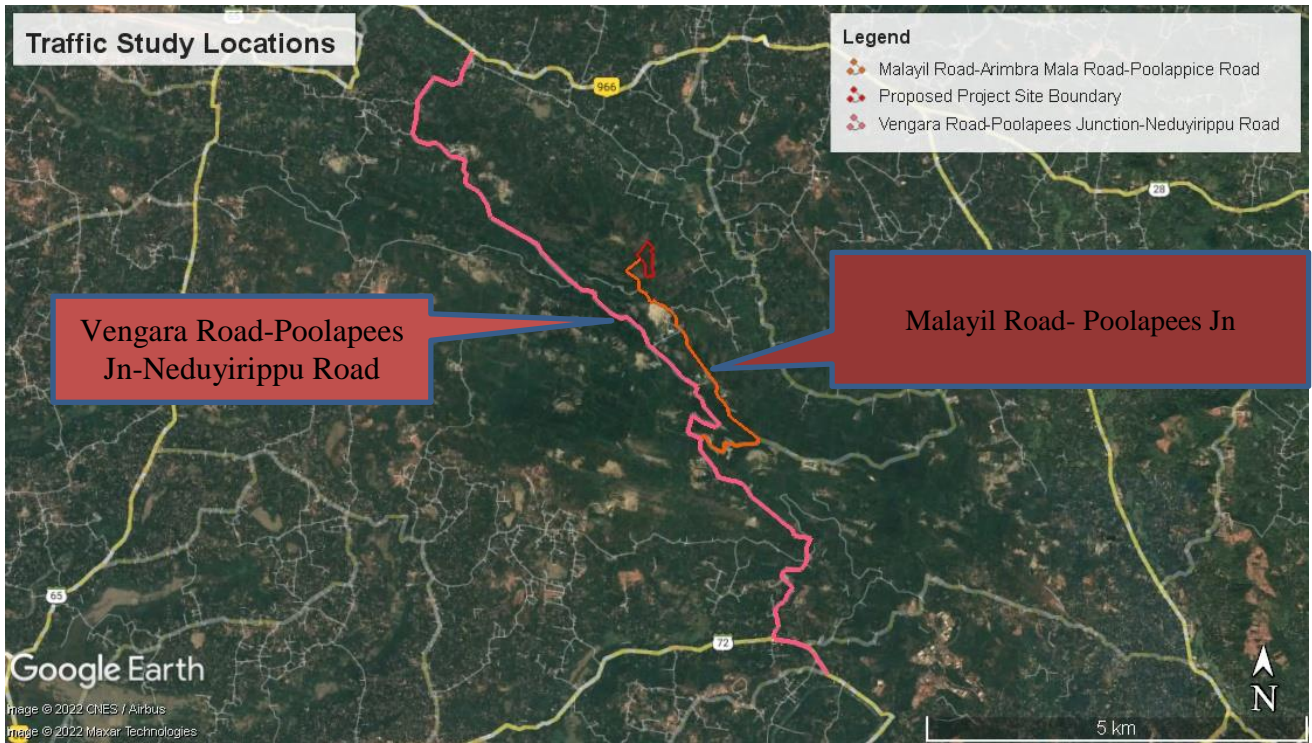 65
Traffic Study Locations
966
Legend
Malayil Road-Arimbra Mala Road-Poolappice Road
Proposed Project Site Boundary
Vengara Road-Poolapees Junction-Neduyirippu Road
28
Vengara Road-Poolapees
Jn-Neduyirippu Road
Malayil Road- Poolapees Jn
65
72
Google Earth
mage © 2022 CNES / Airbus
mage © 2022 Maxar Technologies
N
5 km